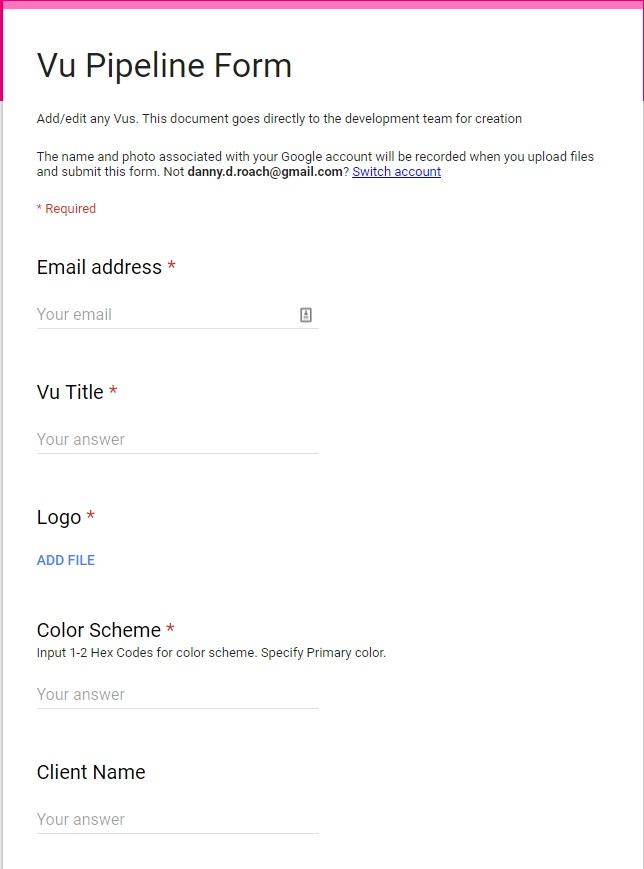 Vu Pipeline Form
Add/edit any Vus. This document goes directly to the development team for creation
The name and photo associated with your Google account will be recorded when you upload files
and submit this form. Not danny.d.roach@gmail.com? Switch account
* Required
Email address *
Your email
Vu Title *
Your answer
Logo *
ADD FILE
Color Scheme *
Input 1-2 Hex Codes for color scheme. Specify Primary color.
Your answer
Client Name
Your answer